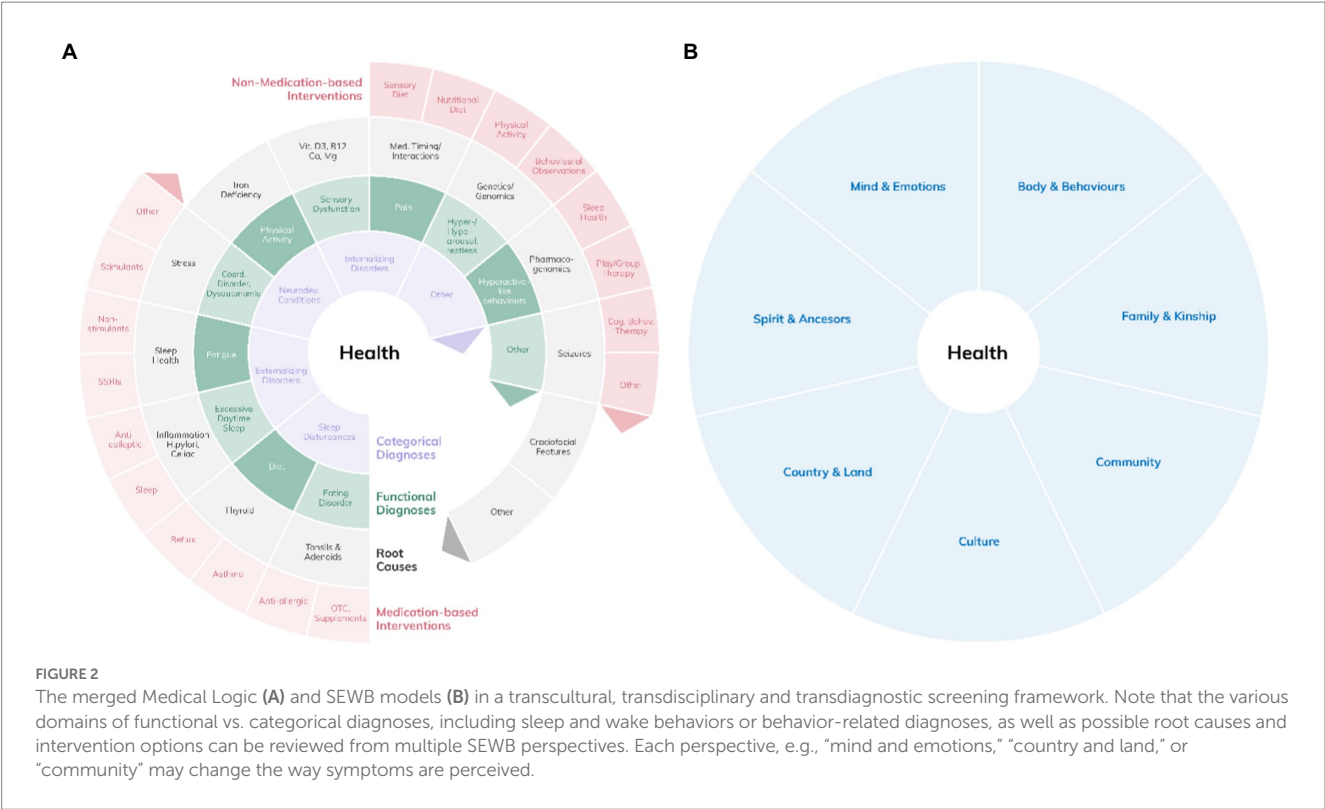 A
B
Non-Medication-based
Interventions
Sensory
Diet
Nutritional
Diet
Physical
Activity
Behavioural
Observations
Sleep
Health
Play/Group
Therapy
Cog. Behav.
Therapy
Other
Vit. D3, B12
Ca, Mg
Med. Timing/
Interactions
Genetics/
Genomics
Pharmaco-
genomics
Seizures
Craciofacial
Features
Other
Iron
Deficiency
Stress
Sleep
Health
Inflammation
H.pylori,
Celiac
Thyroid
Tonsils &
Adenoids
Sensory
Dysfunction
Pain
Hyper-/
Hypo-
arousal,
restless
Hyperactive-
like
behaviours
Other
Physical
Activity
Coord.
Disorder,
Dysautonomia
Fatigue
Excessive
Daytime
Sleep
Diet
Eating
Disorder
Internalizing
Disorders
Other
Neurodev.
Conditions
Externalizing
Disorders
Sleep
Disturbances
Health
Categorical
Diagnoses
Functional
Diagnoses
Root
Causes
Medication-based
Interventions
Other
Stimulants
Non-
stimulants
SSRIs
Anti
epileptic
Sleep
Reflux
Asthma
Anti-allergic
OTC,
Supplements
Mind & Emotions
Body & Behaviours
Spirit & Ancesors
Family & Kinship
Health
Country & Land
Community
Culture
FIGURE 2
The merged Medical Logic (A) and SEWB models (B) in a transcultural, transdisciplinary and transdiagnostic screening framework. Note that the various
domains of functional vs. categorical diagnoses, including sleep and wake behaviors or behavior-related diagnoses, as well as possible root causes and
intervention options can be reviewed from multiple SEWB perspectives. Each perspective, e.g., “mind and emotions,” “country and land,” or
“community” may change the way symptoms are perceived.